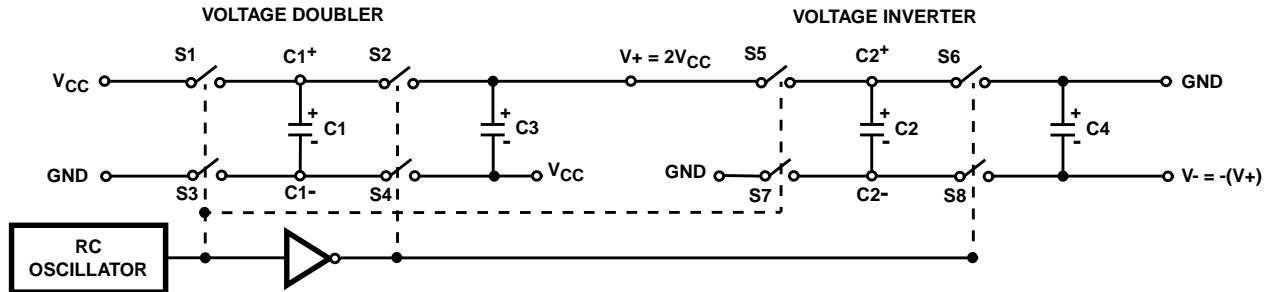 VOLTAGE DOUBLER
VOLTAGE INVERTER
S1
C1+
S2
V+ = 2VCC
S5
C2+
S6
VCC
GND
+
C1
-
+
C3
-
+
C2
-
+
C4
-
GND
S3
C1-
S4
VCC
GND
S7
C2-
S8
V- = -(V+)
RC
OSCILLATOR